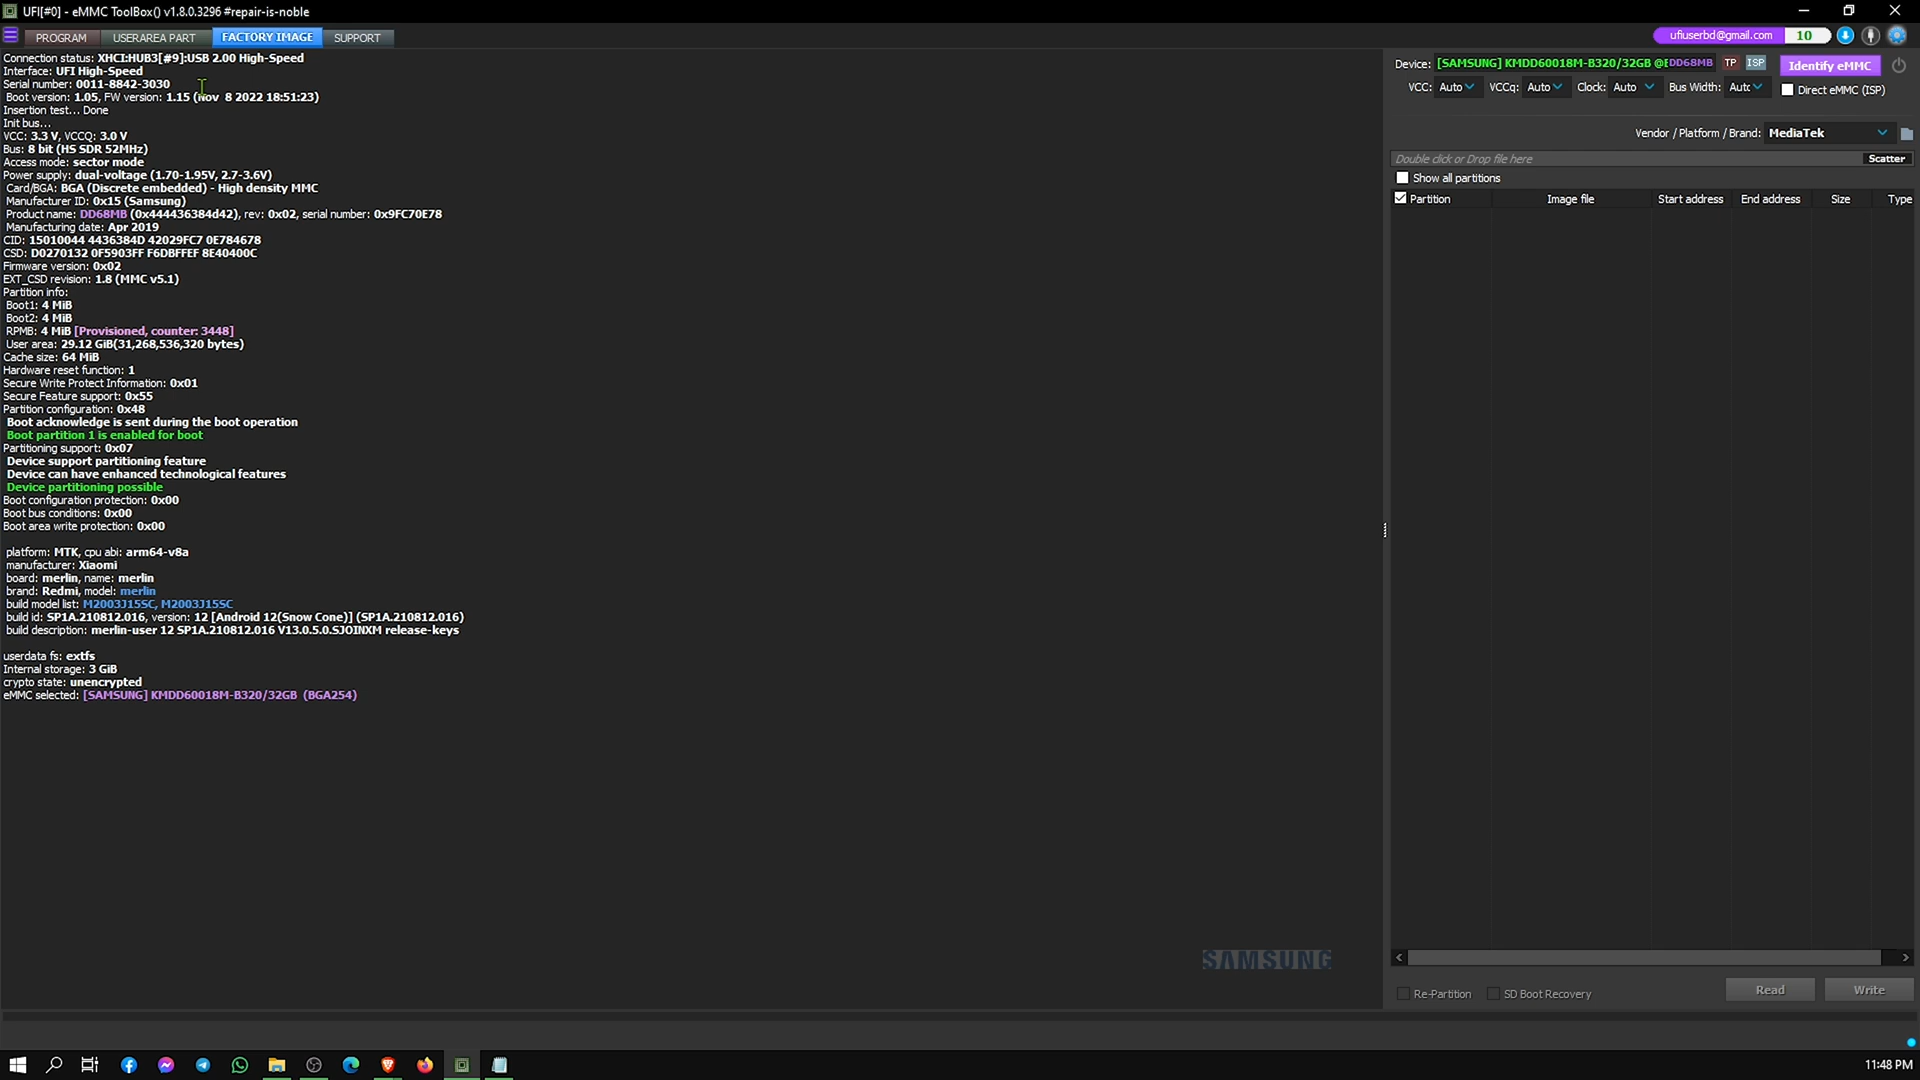 UFI[#0] - eMMC ToolBox() v1.8.0.3296 #repair-is-noble
PROGRAM
USERAREA PART
FACTORY IMAGE
SUPPORT
ufiuserbd@gmail.com
10
Connection status: XHCI:HUB3[#9]:USB 2.00 High-Speed
Interface: UFI High-Speed
Serial number: 0011-8842-3030
Boot version: 1.05, FW version: 1.15 (Nov  8 2022 18:51:23)
Insertion test... Done
Init bus...
VCC: 3.3 V, VCCQ: 3.0 V
Bus: 8 bit (HS SDR 52MHz)
Access mode: sector mode
Power supply: dual-voltage (1.70-1.95V, 2.7-3.6V)
Card/BGA: BGA (Discrete embedded) - High density MMC
Manufacturer ID: 0x15 (Samsung)
Product name: DD68MB (0x444436384d42), rev: 0x02, serial number: 0x9FC70E78
Manufacturing date: Apr 2019
CID: 15010044 4436384D 42029FC7 0E784678
CSD: D0270132 0F5903FF F6DBFFEF 8E40400C
Firmware version: 0x02
EXT_CSD revision: 1.8 (MMC v5.1)
Partition info:
Boot1: 4 MiB
Boot2: 4 MiB
RPMB: 4 MiB [Provisioned, counter: 3448]
User area: 29.12 GiB(31,268,536,320 bytes)
Cache size: 64 MiB
Hardware reset function: 1
Secure Write Protect Information: 0x01
Secure Feature support: 0x55
Partition configuration: 0x48
Boot acknowledge is sent during the boot operation
Boot partition 1 is enabled for boot
Partitioning support: 0x07
Device support partitioning feature
Device can have enhanced technological features
Device partitioning possible
Boot configuration protection: 0x00
Boot bus conditions: 0x00
Boot area write protection: 0x00
platform: MTK, cpu abi: arm64-v8a
manufacturer: Xiaomi
board: merlin, name: merlin
brand: Redmi, model: merlin
build model list: M2003J15SC, M2003J15SC
build id: SP1A.210812.016, version: 12 [Android 12(Snow Cone)] (SP1A.210812.016)
build description: merlin-user 12 SP1A.210812.016 V13.0.5.0.SJOINXM release-keys
userdata fs: extfs
Internal storage: 3 GiB
crypto state: unencrypted
eMMC selected: [SAMSUNG] KMDD60018M-B320/32GB  (BGA254)
SAMSUNG
Device: [SAMSUNG] KMDD60018M-B320/32GB @EDD68MB TP ISP Identify eMMC
VCC: Auto VCCq: Auto Clock: Auto Bus Width: Auto Direct eMMC (ISP)
Vendor / Platform / Brand: MediaTek
Double click or Drop file here Scatter
Show all partitions
Partition Image file Start address End address Size Type
Re-Partition SD Boot Recovery Read Write
11:48 PM